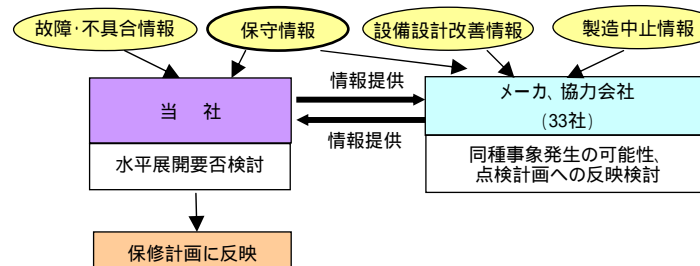 故障・不具合情報
保守情報
設備設計改善情報
製造中止情報
情報提供
当 社
メーカ、協力会社
(33社)
情報提供
水平展開要否検討
同種事象発生の可能性、
点検計画への反映検討
保修計画に反映